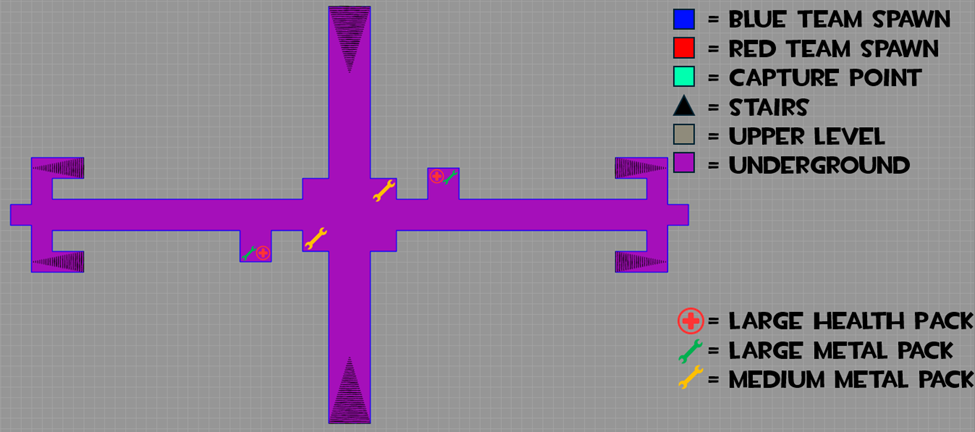 = BLUE TEAM SPAWN
= RED TEAM SPAWN
= CAPTURE POINT
= STAIRS
= UPPER LEVEL
= UNDERGROUND
= LARGE HEALTH PACK
= LARGE METAL PACK
= MEDIUM METAL PACK